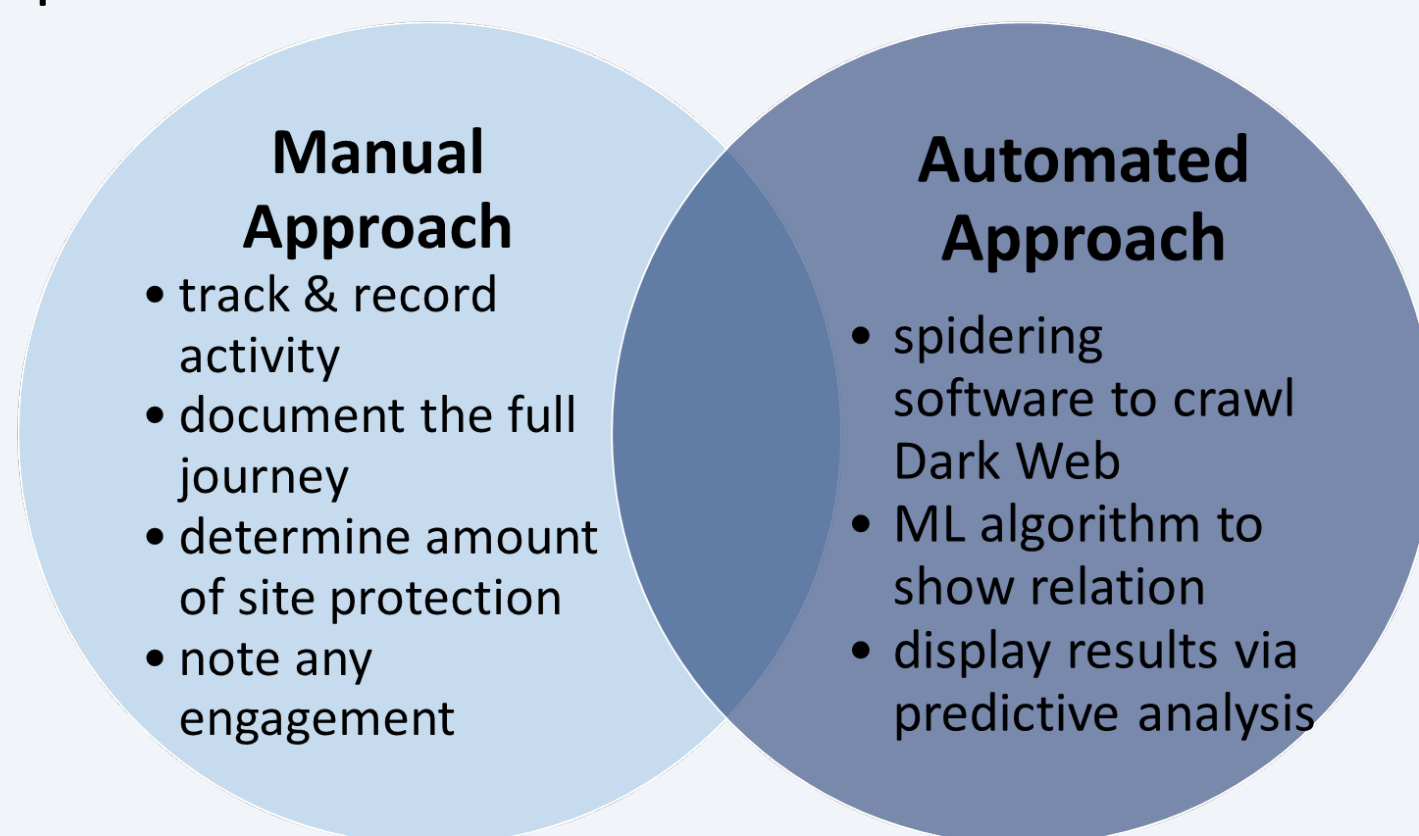 Manual
Approach
• track & record
activity
• document the full
journey
• determine amount
of site protection
• note any
engagement
Automated
Approach
• spidering
software to crawl
Dark Web
• ML algorithm to
show relation
• display results via
predictive analysis